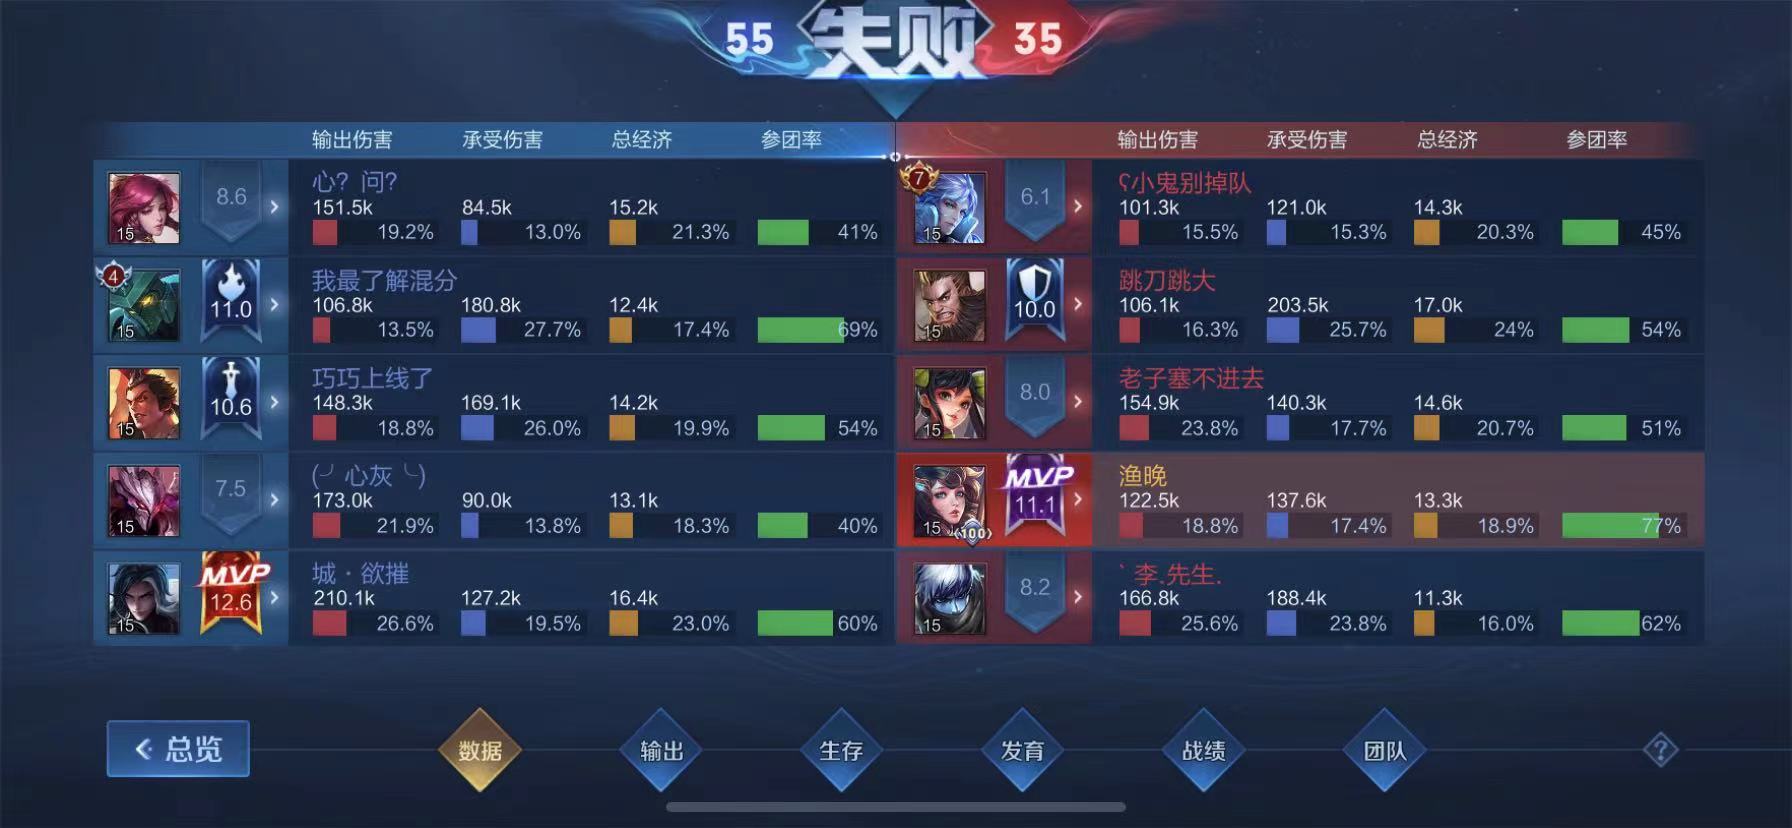 55 失败 35
输出伤害 承受伤害 总经济 参团率
输出伤害 承受伤害 总经济 参团率
15 8.6
心？问？
151.5k 84.5k 15.2k
19.2% 13.0% 21.3% 41%
4 15 11.0
我最了解混分
106.8k 180.8k 12.4k
13.5% 27.7% 17.4% 69%
15 10.6
巧巧上线了
148.3k 169.1k 14.2k
18.8% 26.0% 19.9% 54%
15 7.5
(╯心灰╰)
173.0k 90.0k 13.1k
21.9% 13.8% 18.3% 40%
15 MVP 12.6
城·欲摧
210.1k 127.2k 16.4k
26.6% 19.5% 23.0% 60%
7 15 6.1
ʕ小鬼别掉队
101.3k 121.0k 14.3k
15.5% 15.3% 20.3% 45%
15 10.0
跳刀跳大
106.1k 203.5k 17.0k
16.3% 25.7% 24% 54%
15 8.0
老子塞不进去
154.9k 140.3k 14.6k
23.8% 17.7% 20.7% 51%
15 100 MVP 11.1
渔晚
122.5k 137.6k 13.3k
18.8% 17.4% 18.9% 77%
15 8.2
`李.先生.
166.8k 188.4k 11.3k
25.6% 23.8% 16.0% 62%
总览 数据 输出 生存 发育 战绩 团队 ?